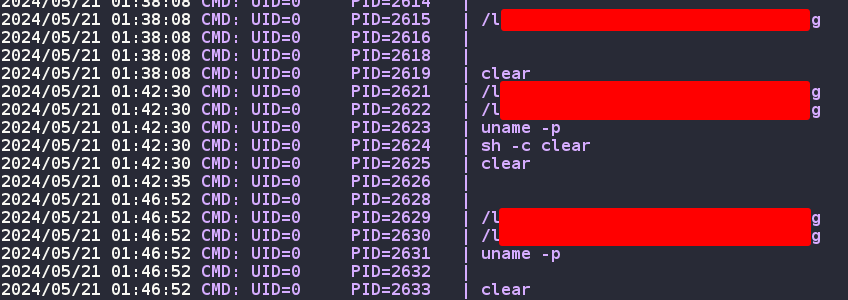 2024/05/21 01:38:08 CMD: UID=0     PID=2614   |
2024/05/21 01:38:08 CMD: UID=0     PID=2615   | /l g
2024/05/21 01:38:08 CMD: UID=0     PID=2616   |
2024/05/21 01:38:08 CMD: UID=0     PID=2618   |
2024/05/21 01:38:08 CMD: UID=0     PID=2619   | clear
2024/05/21 01:42:30 CMD: UID=0     PID=2621   | /l g
2024/05/21 01:42:30 CMD: UID=0     PID=2622   | /l g
2024/05/21 01:42:30 CMD: UID=0     PID=2623   | uname -p
2024/05/21 01:42:30 CMD: UID=0     PID=2624   | sh -c clear
2024/05/21 01:42:30 CMD: UID=0     PID=2625   | clear
2024/05/21 01:42:35 CMD: UID=0     PID=2626   |
2024/05/21 01:46:52 CMD: UID=0     PID=2628   |
2024/05/21 01:46:52 CMD: UID=0     PID=2629   | /l g
2024/05/21 01:46:52 CMD: UID=0     PID=2630   | /l g
2024/05/21 01:46:52 CMD: UID=0     PID=2631   | uname -p
2024/05/21 01:46:52 CMD: UID=0     PID=2632   |
2024/05/21 01:46:52 CMD: UID=0     PID=2633   | clear